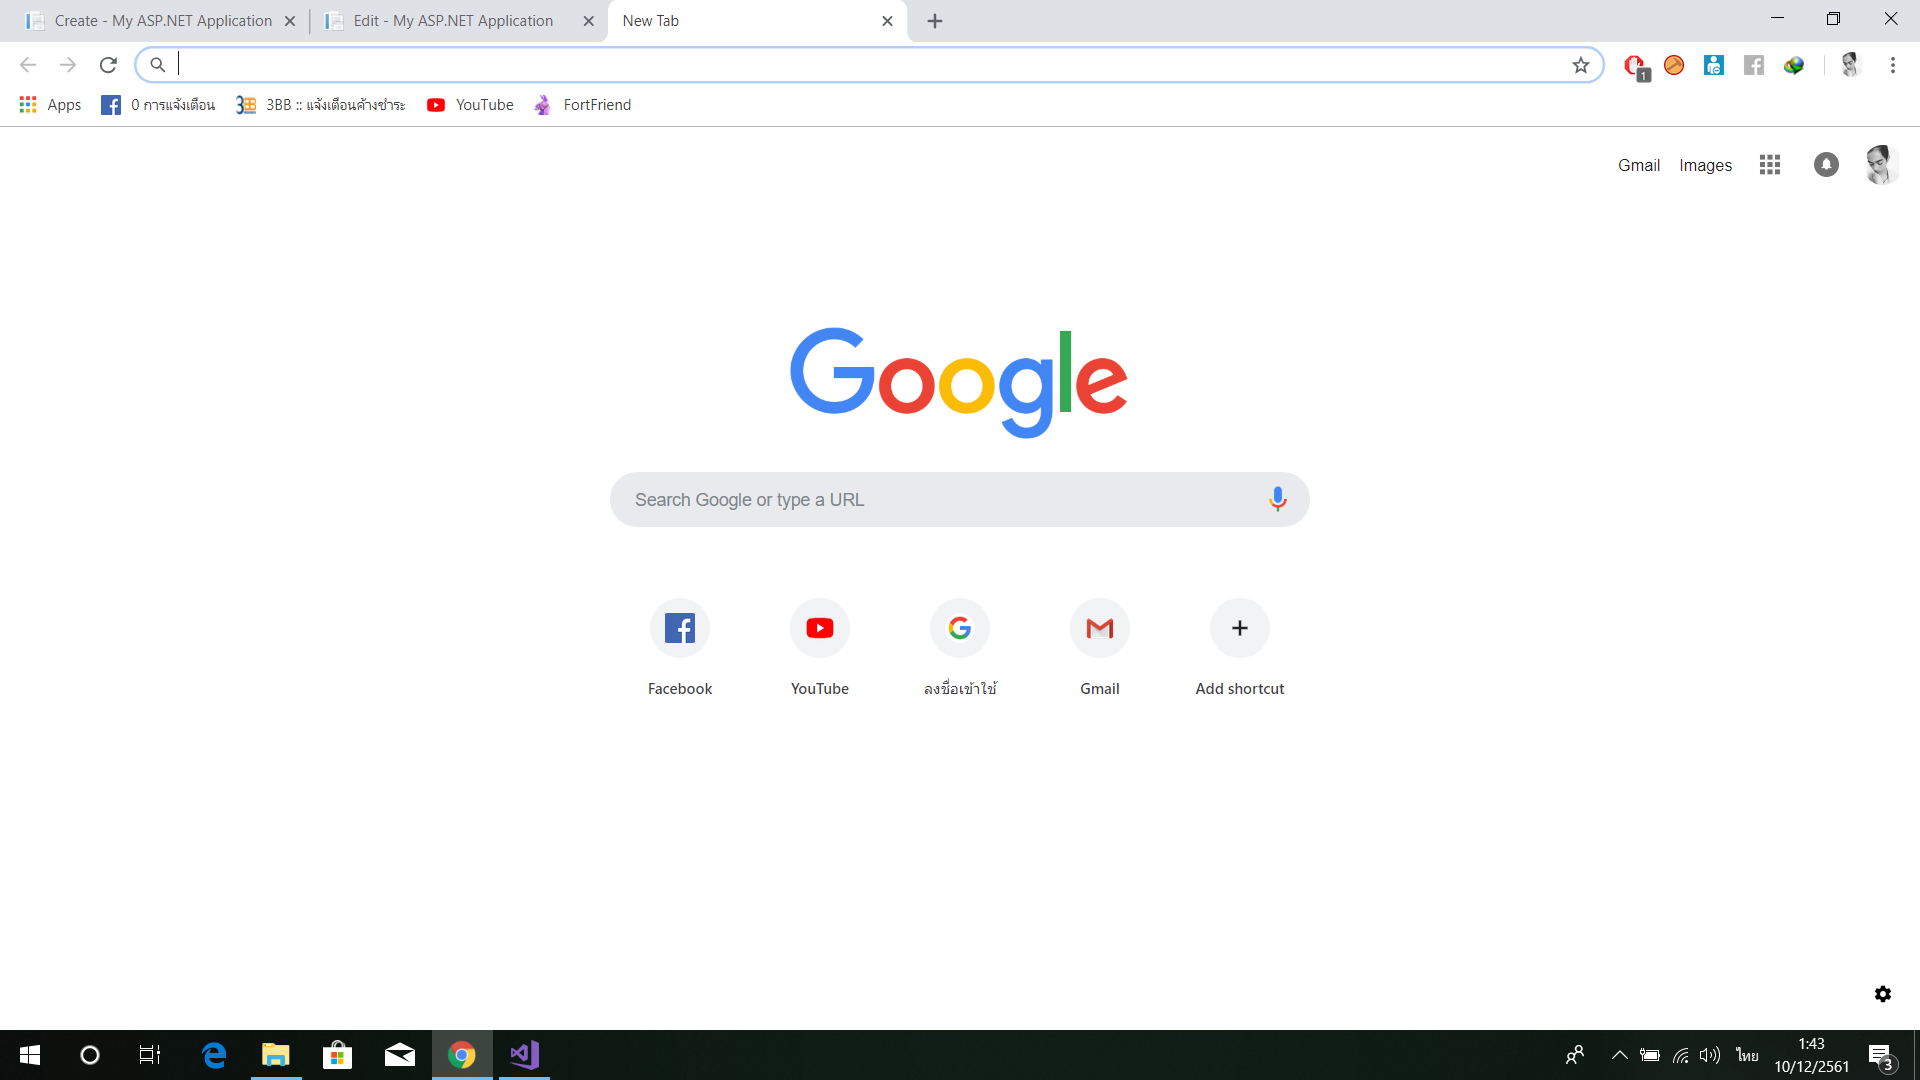 Create - My ASP.NET Application
Edit - My ASP.NET Application
New Tab
1
Apps
0 การแจ้งเตือน
3BB :: แจ้งเตือนค้างชำระ
YouTube
FortFriend
Gmail
Images
Google
Search Google or type a URL
Facebook
YouTube
ลงชื่อเข้าใช้
Gmail
Add shortcut
ไทย
1:43
10/12/2561
3